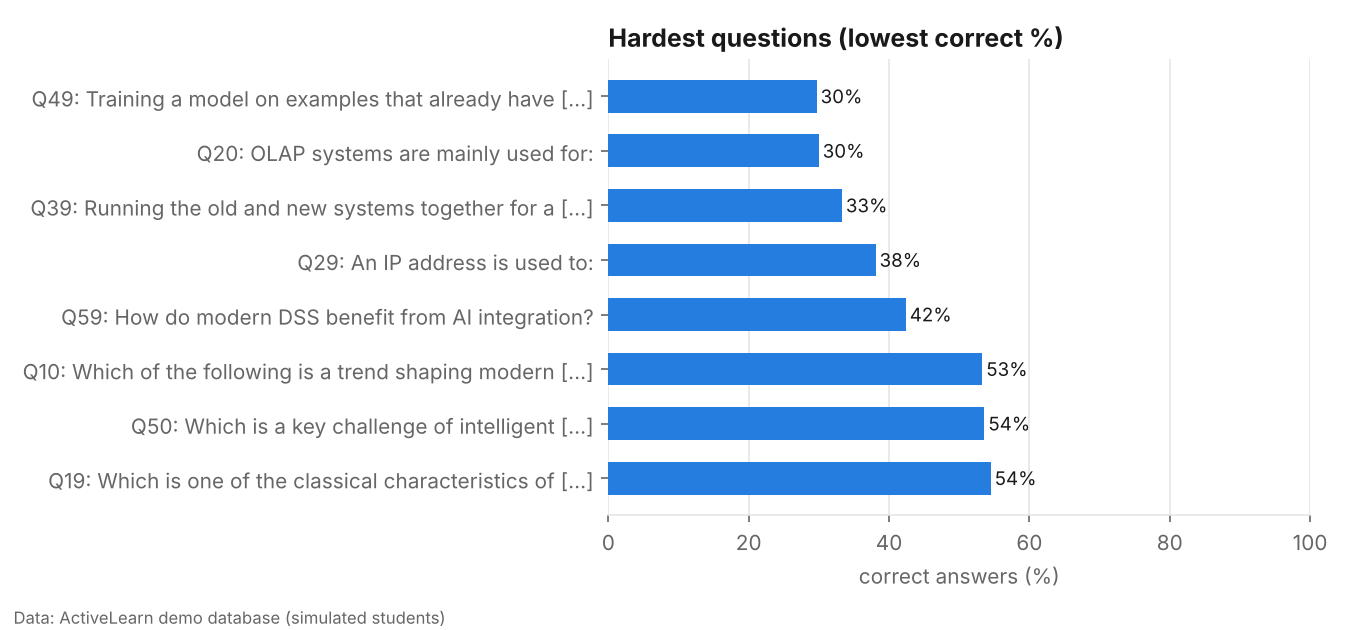 Hardest questions (lowest correct %)
Q49: Training a model on examples that already have [...] 30%
Q20: OLAP systems are mainly used for: 30%
Q39: Running the old and new systems together for a [...] 33%
Q29: An IP address is used to: 38%
Q59: How do modern DSS benefit from AI integration? 42%
Q10: Which of the following is a trend shaping modern [...] 53%
Q50: Which is a key challenge of intelligent [...] 54%
Q19: Which is one of the classical characteristics of [...] 54%
0 20 40 60 80 100
correct answers (%)
Data: ActiveLearn demo database (simulated students)